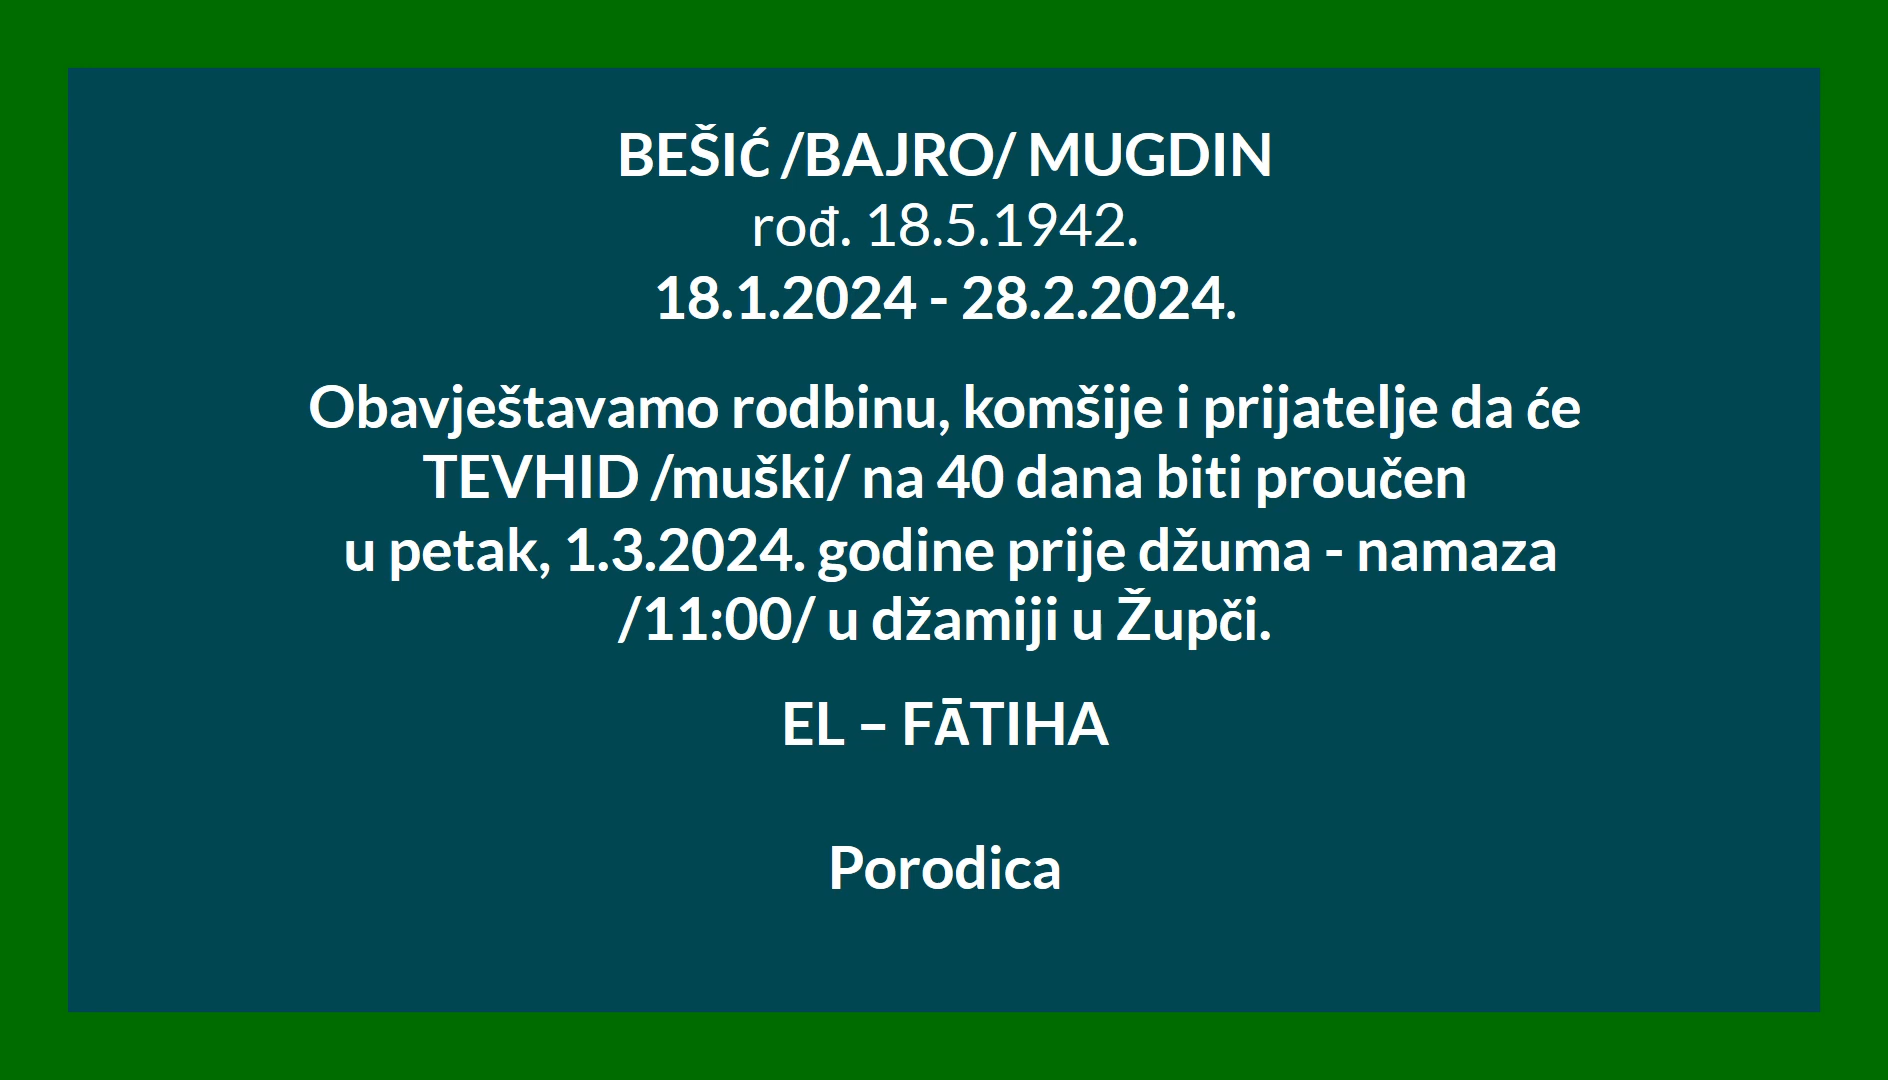 BEŠIĆ /BAJRO/ MUGDIN
rođ. 18.5.1942.
18.1.2024 - 28.2.2024.
Obavještavamo rodbinu, komšije i prijatelje da će
TEVHID /muški/ na 40 dana biti proučen
u petak, 1.3.2024. godine prije džuma - namaza
/11:00/ u džamiji u Župči.
EL – FĀTIHA
Porodica